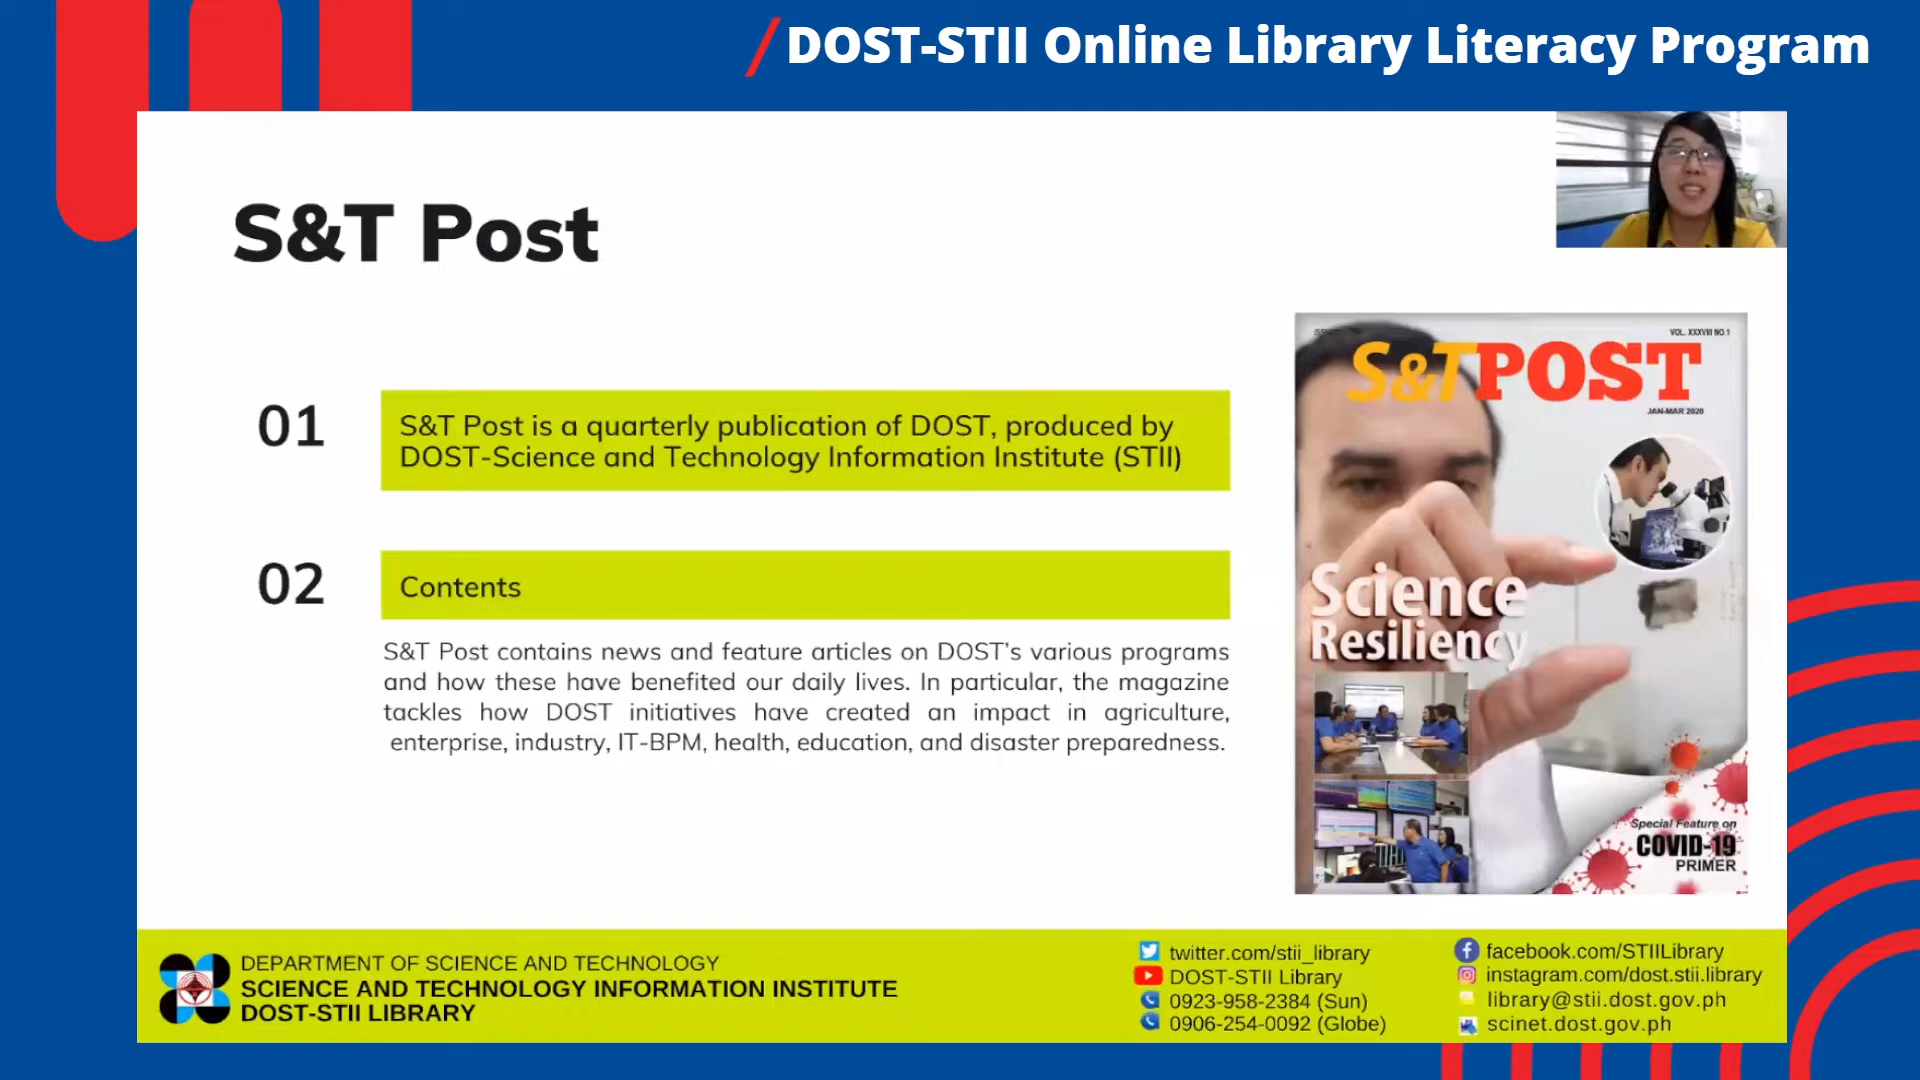 / DOST-STII Online Library Literacy Program
S&T Post
01
S&T Post is a quarterly publication of DOST, produced by
DOST-Science and Technology Information Institute (STII)
02
Contents
S&T Post contains news and feature articles on DOST's various programs
and how these have benefited our daily lives. In particular, the magazine
tackles how DOST initiatives have created an impact in agriculture,
enterprise, industry, IT-BPM, health, education, and disaster preparedness.
VOL. XXXVIII NO.1
S&T POST
JAN-MAR 2020
Science
Resiliency
Special Feature on
COVID-19
PRIMER
DEPARTMENT OF SCIENCE AND TECHNOLOGY
SCIENCE AND TECHNOLOGY INFORMATION INSTITUTE
DOST-STII LIBRARY
twitter.com/stii_library
DOST-STII Library
0923-958-2384 (Sun)
0906-254-0092 (Globe)
facebook.com/STIILibrary
instagram.com/dost.stii.library
library@stii.dost.gov.ph
scinet.dost.gov.ph